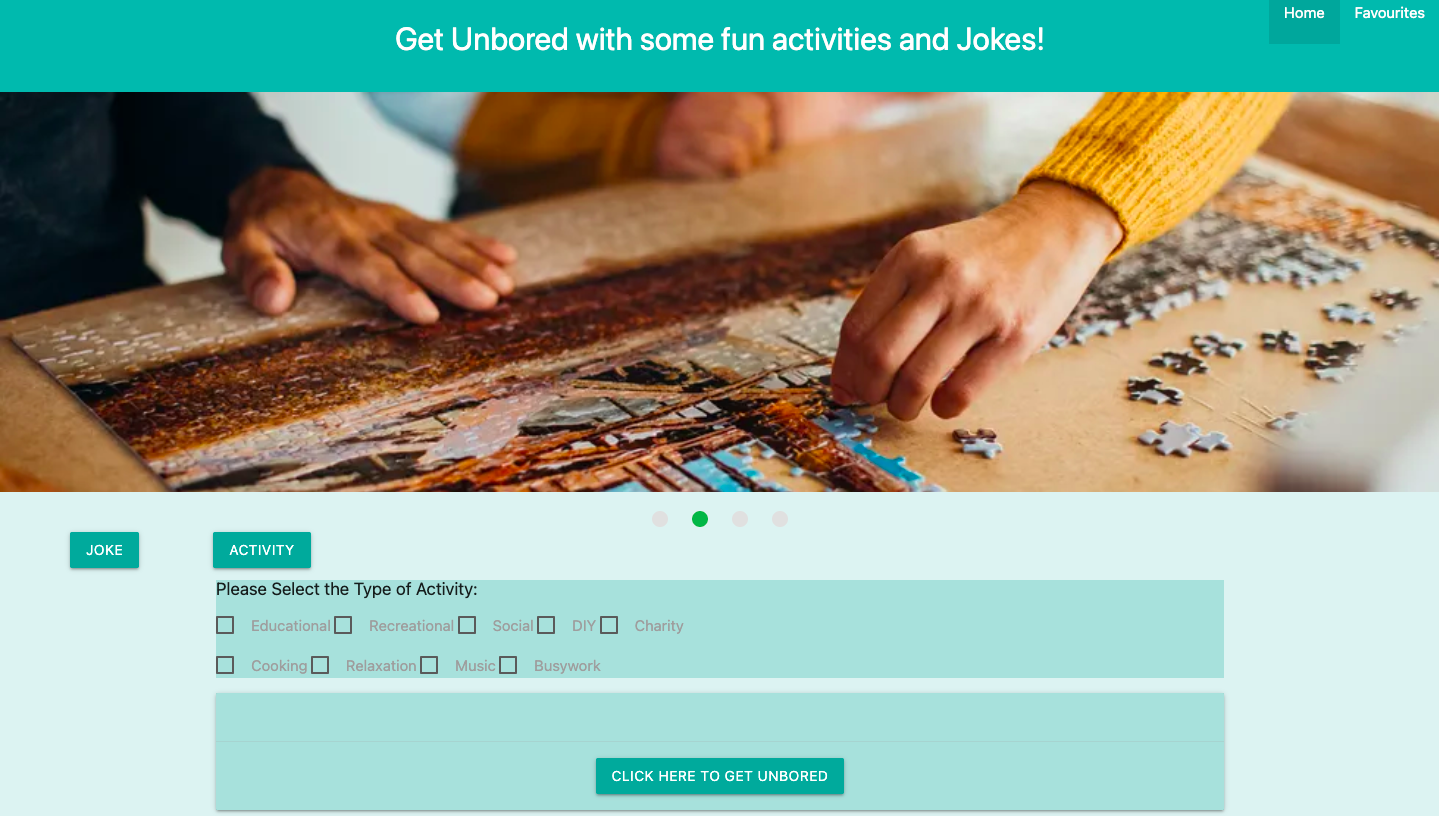 Home Favourites
Get Unbored with some fun activities and Jokes!
JOKE ACTIVITY
Please Select the Type of Activity:
Educational Recreational Social DIY Charity
Cooking Relaxation Music Busywork
CLICK HERE TO GET UNBORED